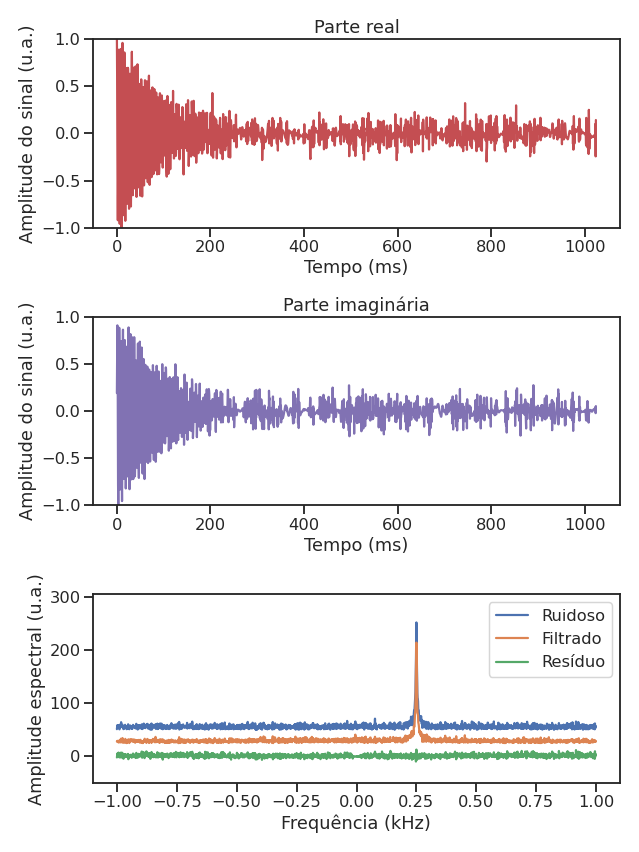 Parte real
Amplitude do sinal (u.a.)
1.0
0.5
0.0
−0.5
−1.0
0 200 400 600 800 1000
Tempo (ms)
Parte imaginária
Amplitude do sinal (u.a.)
1.0
0.5
0.0
−0.5
−1.0
0 200 400 600 800 1000
Tempo (ms)
Amplitude espectral (u.a.)
300
200
100
0
Ruidoso
Filtrado
Resíduo
−1.00 −0.75 −0.50 −0.25 0.00 0.25 0.50 0.75 1.00
Frequência (kHz)